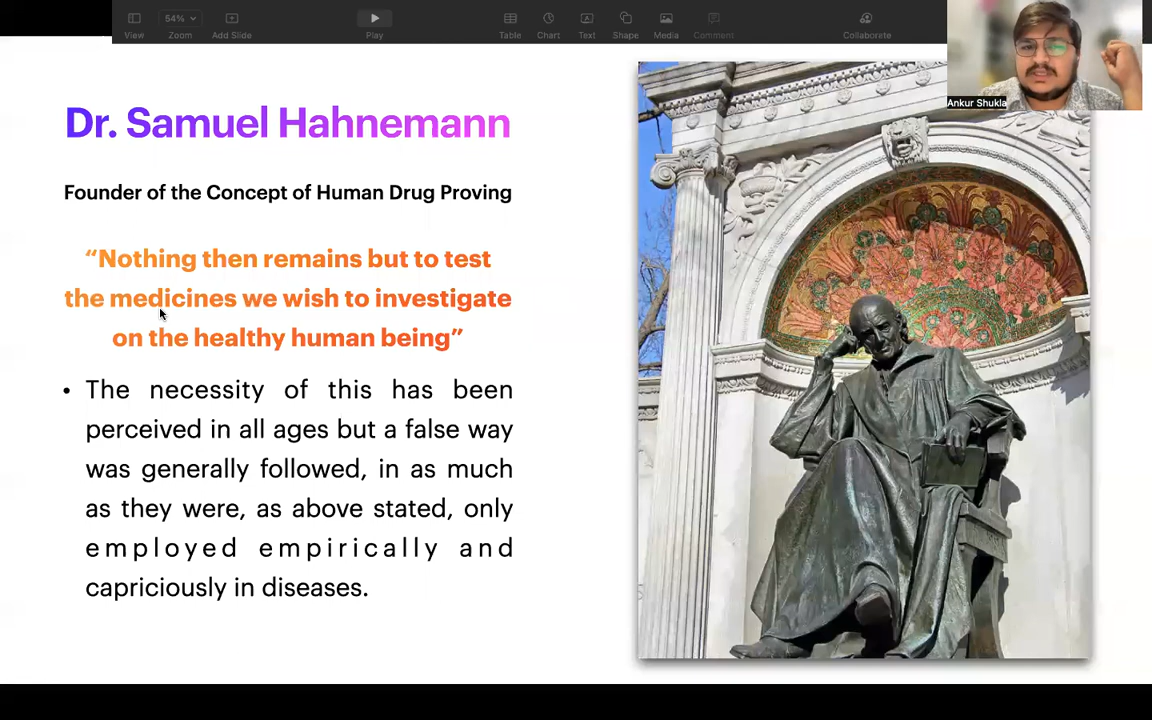 View
54%
Zoom
Add Slide
Play
Table
Chart
Text
Shape
Media
Comment
Collaborate
Ankur Shukla
Dr. Samuel Hahnemann
Founder of the Concept of Human Drug Proving
“Nothing then remains but to test
the medicines we wish to investigate
on the healthy human being”
• The necessity of this has been
perceived in all ages but a false way
was generally followed, in as much
as they were, as above stated, only
employed empirically and
capriciously in diseases.